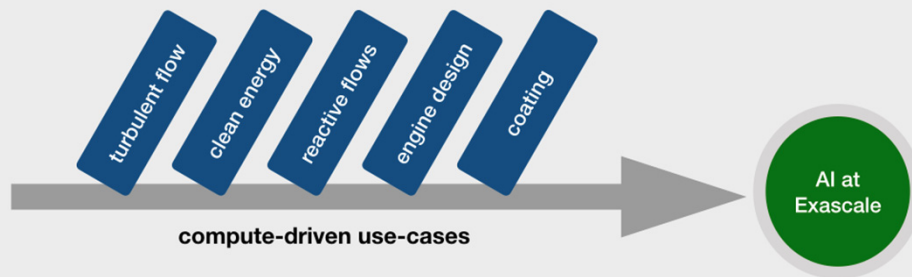 turbulent flow
clean energy
reactive flows
engine design
coating
compute-driven use-cases
AI at
Exascale